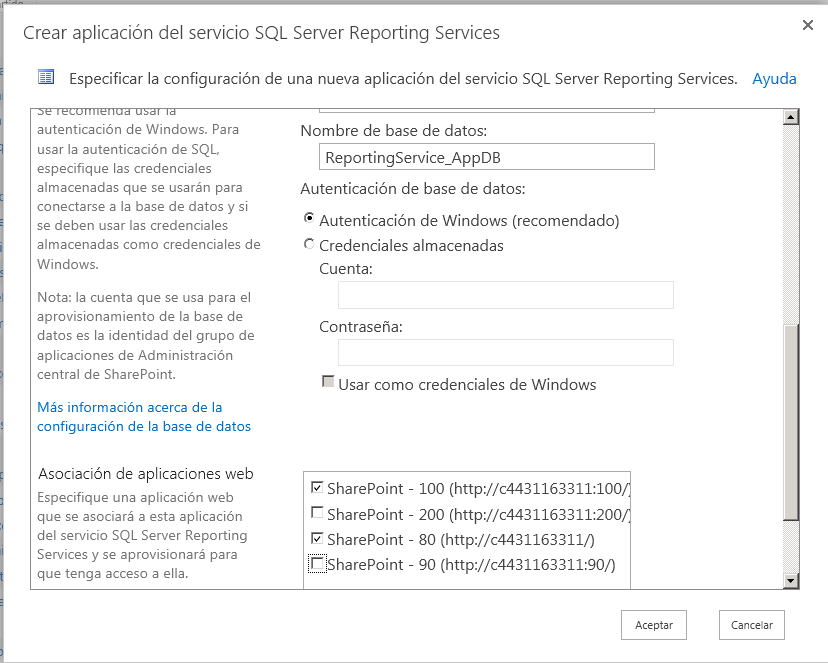 Crear aplicación del servicio SQL Server Reporting Services
Especificar la configuración de una nueva aplicación del servicio SQL Server Reporting Services. Ayuda
Se recomienda usar la
autenticación de Windows. Para
usar la autenticación de SQL,
especifique las credenciales
almacenadas que se usarán para
conectarse a la base de datos y si
se deben usar las credenciales
almacenadas como credenciales de
Windows.
Nota: la cuenta que se usa para el
aprovisionamiento de la base de
datos es la identidad del grupo de
aplicaciones de Administración
central de SharePoint.
Más información acerca de la
configuración de la base de datos
Nombre de base de datos:
ReportingService_AppDB
Autenticación de base de datos:
Autenticación de Windows (recomendado)
Credenciales almacenadas
Cuenta:
Contraseña:
Usar como credenciales de Windows
Asociación de aplicaciones web
Especifique una aplicación web
que se asociará a esta aplicación
del servicio SQL Server Reporting
Services y se aprovisionará para
que tenga acceso a ella.
SharePoint - 100 (http://c4431163311:100/)
SharePoint - 200 (http://c4431163311:200/)
SharePoint - 80 (http://c4431163311/)
SharePoint - 90 (http://c4431163311:90/)
Aceptar
Cancelar